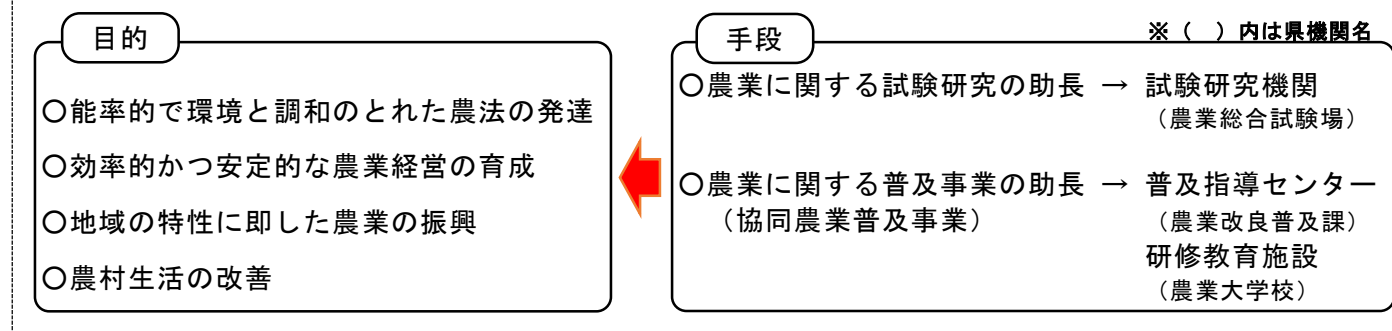 目的
○能率的で環境と調和のとれた農法の発達
○効率的かつ安定的な農業経営の育成
○地域の特性に即した農業の振興
○農村生活の改善
手段
※（　）内は県機関名
○農業に関する試験研究の助長 → 試験研究機関
（農業総合試験場）
○農業に関する普及事業の助長 → 普及指導センター
（協同農業普及事業）　（農業改良普及課）
研修教育施設
（農業大学校）